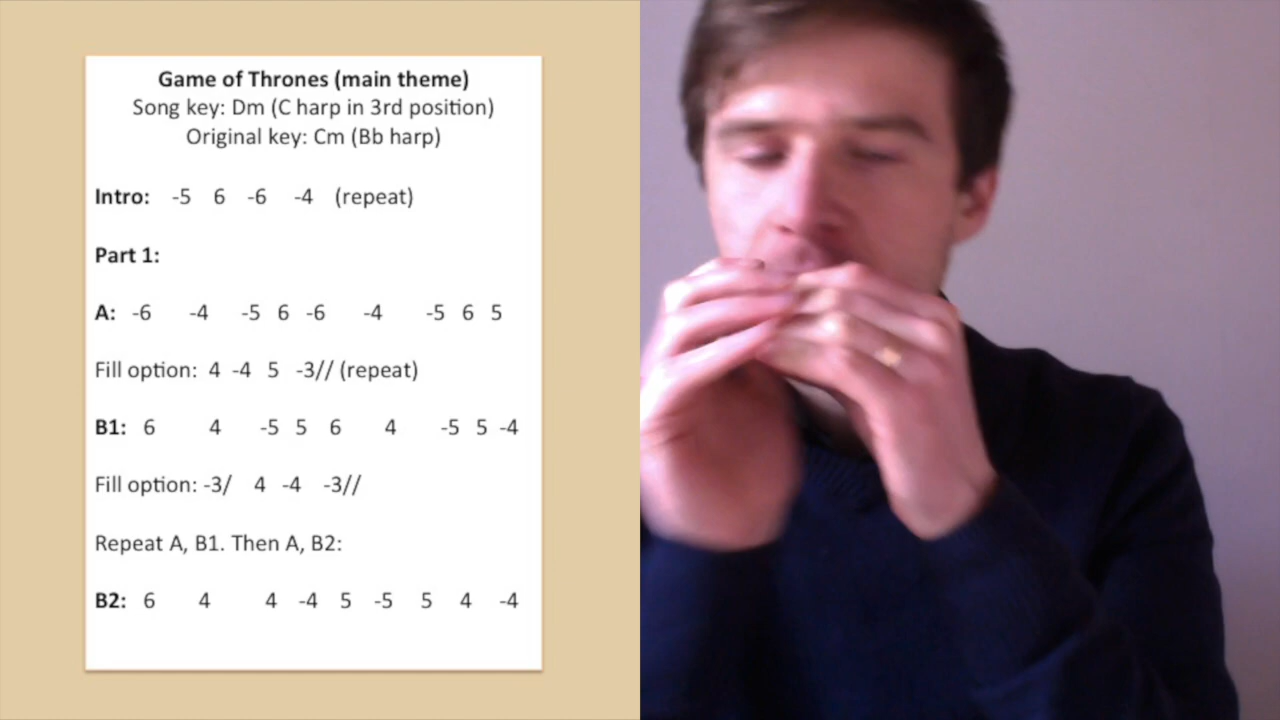 Game of Thrones (main theme)
Song key: Dm (C harp in 3rd position)
Original key: Cm (Bb harp)
Intro: -5 6 -6 -4 (repeat)
Part 1:
A: -6 -4 -5 6 -6 -4 -5 6 5
Fill option: 4 -4 5 -3// (repeat)
B1: 6 4 -5 5 6 4 -5 5 -4
Fill option: -3/ 4 -4 -3//
Repeat A, B1. Then A, B2:
B2: 6 4 4 -4 5 -5 5 4 -4